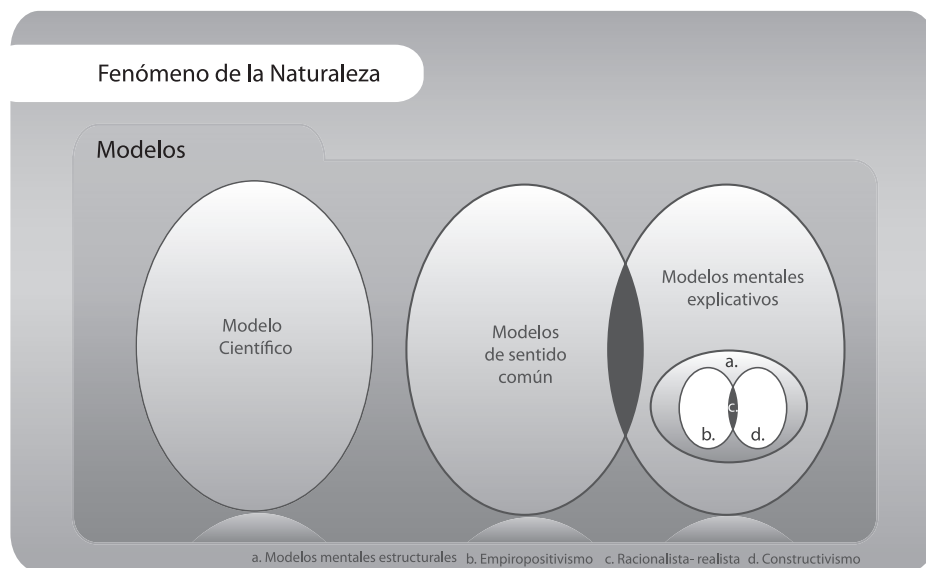 Fenómeno de la Naturaleza
Modelos
Modelo
Científico
Modelos
de sentido
común
Modelos mentales
explicativos
a.
b.
c.
d.
a. Modelos mentales estructurales b. Empiropositivismo c. Racionalista- realista d. Constructivismo